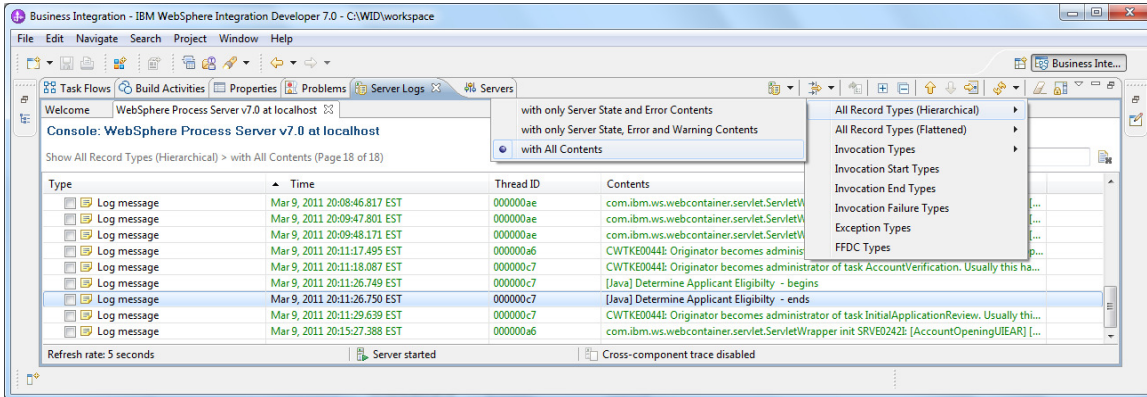 Business Integration - IBM WebSphere Integration Developer 7.0 - C:\WID\workspace
File Edit Navigate Search Project Window Help
Business Inte...
Task Flows Build Activities Properties Problems Server Logs Servers
Welcome WebSphere Process Server v7.0 at localhost
Console: WebSphere Process Server v7.0 at localhost
Show All Record Types (Hierarchical) > with All Contents (Page 18 of 18)
with only Server State and Error Contents
with only Server State, Error and Warning Contents
with All Contents
All Record Types (Hierarchical)
All Record Types (Flattened)
Invocation Types
Invocation Start Types
Invocation End Types
Invocation Failure Types
Exception Types
FFDC Types
Type Time Thread ID Contents
Log message Mar 9, 2011 20:08:46.817 EST 000000ae com.ibm.ws.webcontainer.servlet.ServletW [...
Log message Mar 9, 2011 20:09:47.801 EST 000000ae com.ibm.ws.webcontainer.servlet.ServletW [...
Log message Mar 9, 2011 20:09:48.171 EST 000000ae com.ibm.ws.webcontainer.servlet.ServletW [...
Log message Mar 9, 2011 20:11:17.495 EST 000000a6 CWTKE0044I: Originator becomes adminis p...
Log message Mar 9, 2011 20:11:18.087 EST 000000c7 CWTKE0044I: Originator becomes administrator of task AccountVerification. Usually this ha...
Log message Mar 9, 2011 20:11:26.749 EST 000000c7 [Java] Determine Applicant Eligibilty - begins
Log message Mar 9, 2011 20:11:26.750 EST 000000c7 [Java] Determine Applicant Eligibilty - ends
Log message Mar 9, 2011 20:11:29.639 EST 000000c7 CWTKE0044I: Originator becomes administrator of task InitialApplicationReview. Usually thi...
Log message Mar 9, 2011 20:15:27.388 EST 000000a6 com.ibm.ws.webcontainer.servlet.ServletWrapper init SRVE0242I: [AccountOpeningUIEAR] [...
Refresh rate: 5 seconds Server started Cross-component trace disabled